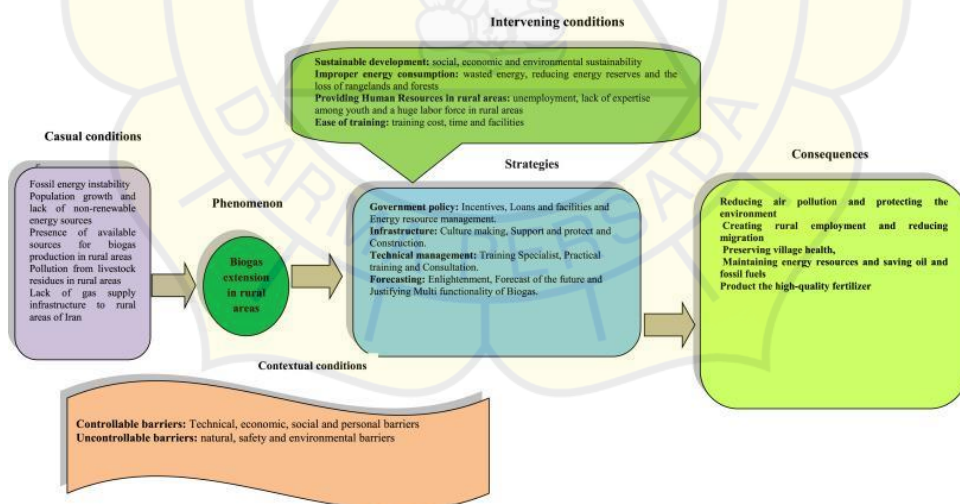 Intervening conditions
Sustainable development: social, economic and environmental sustainability
Improper energy consumption: wasted energy, reducing energy reserves and the
loss of rangelands and forests
Providing Human Resources in rural areas: unemployment, lack of expertise
among youth and a huge labor force in rural areas
Ease of training: training cost, time and facilities
Casual conditions
Fossil energy instability
Population growth and
lack of non-renewable
energy sources
Presence of available
sources for biogas
production in rural areas
Pollution from livestock
residues in rural areas
Lack of gas supply
infrastructure to rural
areas of Iran
Phenomenon
Biogas
extension
in rural
areas
Strategies
Government policy: Incentives, Loans and facilities and
Energy resource management.
Infrastructure: Culture making, Support and protect and
Construction.
Technical management: Training Specialist, Practical
training and Consultation.
Forecasting: Enlightenment, Forecast of the future and
Justifying Multi functionality of Biogas.
Consequences
Reducing air pollution and protecting the
environment
Creating rural employment and reducing
migration
Preserving village health,
Maintaining energy resources and saving oil and
fossil fuels
Product the high-quality fertilizer
Contextual conditions
Controllable barriers: Technical, economic, social and personal barriers
Uncontrollable barriers: natural, safety and environmental barriers
DARMA PERSADA